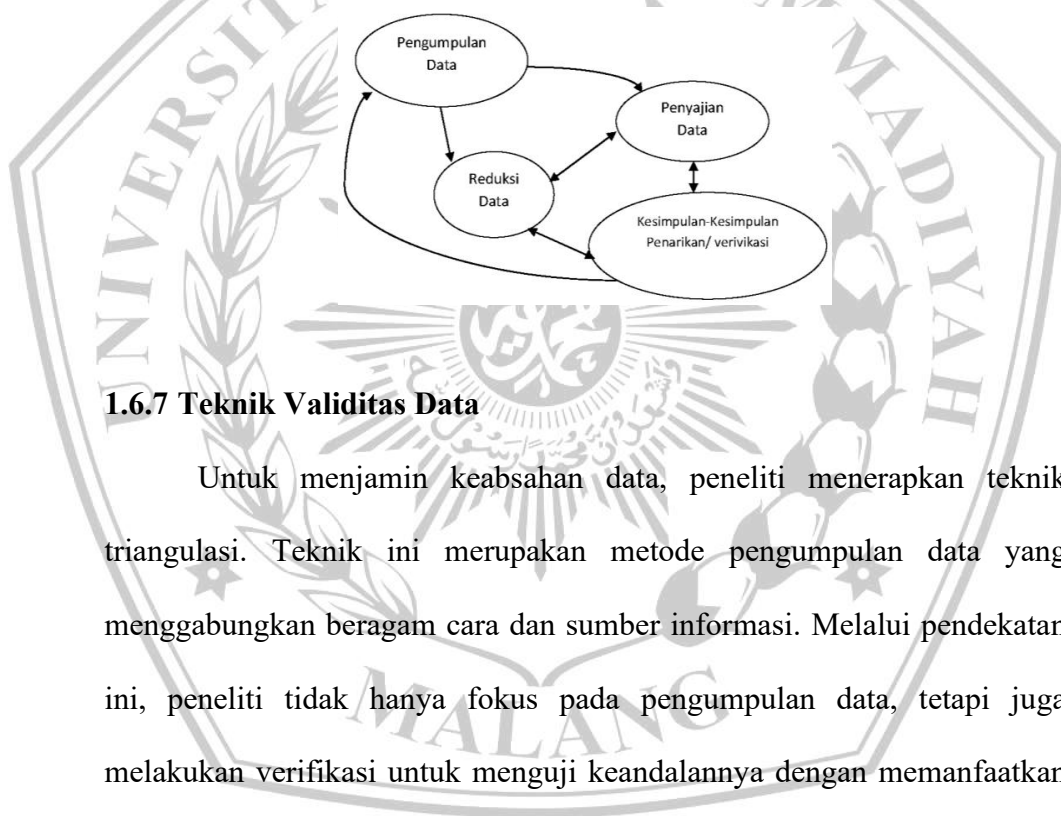 Pengumpulan
Data
Penyajian
Data
Reduksi
Data
Kesimpulan-Kesimpulan
Penarikan/ verivikasi
1.6.7 Teknik Validitas Data
Untuk menjamin keabsahan data, peneliti menerapkan teknik
triangulasi. Teknik ini merupakan metode pengumpulan data yang
menggabungkan beragam cara dan sumber informasi. Melalui pendekatan
ini, peneliti tidak hanya fokus pada pengumpulan data, tetapi juga
melakukan verifikasi untuk menguji keandalannya dengan memanfaatkan
MALANG